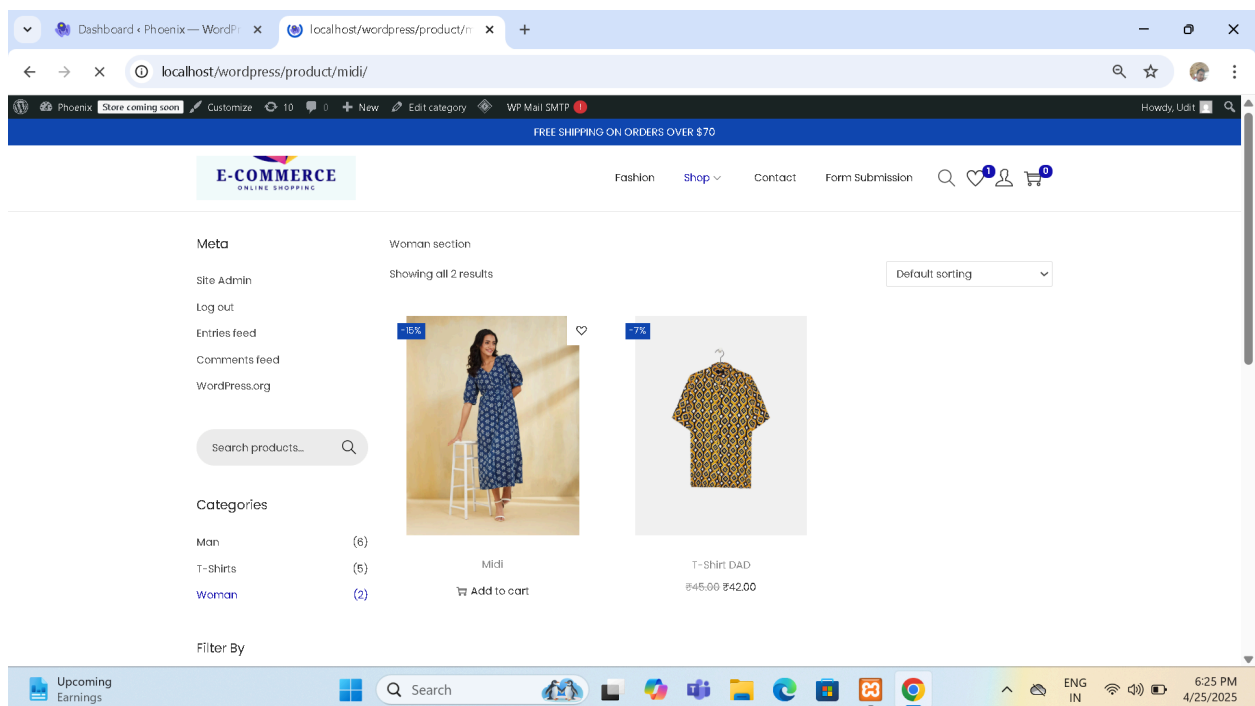 Dashboard ‹ Phoenix — WordPr
localhost/wordpress/product/m
localhost/wordpress/product/midi/
Phoenix Store coming soon Customize 10 0 New Edit category WP Mail SMTP ! Howdy, Udit
FREE SHIPPING ON ORDERS OVER $70
E-COMMERCE
ONLINE SHOPPING
Fashion Shop Contact Form Submission 1 0
Meta
Site Admin
Log out
Entries feed
Comments feed
WordPress.org
Search products…
Categories
Man (6)
T-Shirts (5)
Woman (2)
Filter By
Woman section
Showing all 2 results
Default sorting
-15%
Midi
Add to cart
-7%
T-Shirt DAD
₹45.00 ₹42.00
Upcoming
Earnings
Search
ENG
IN
6:25 PM
4/25/2025